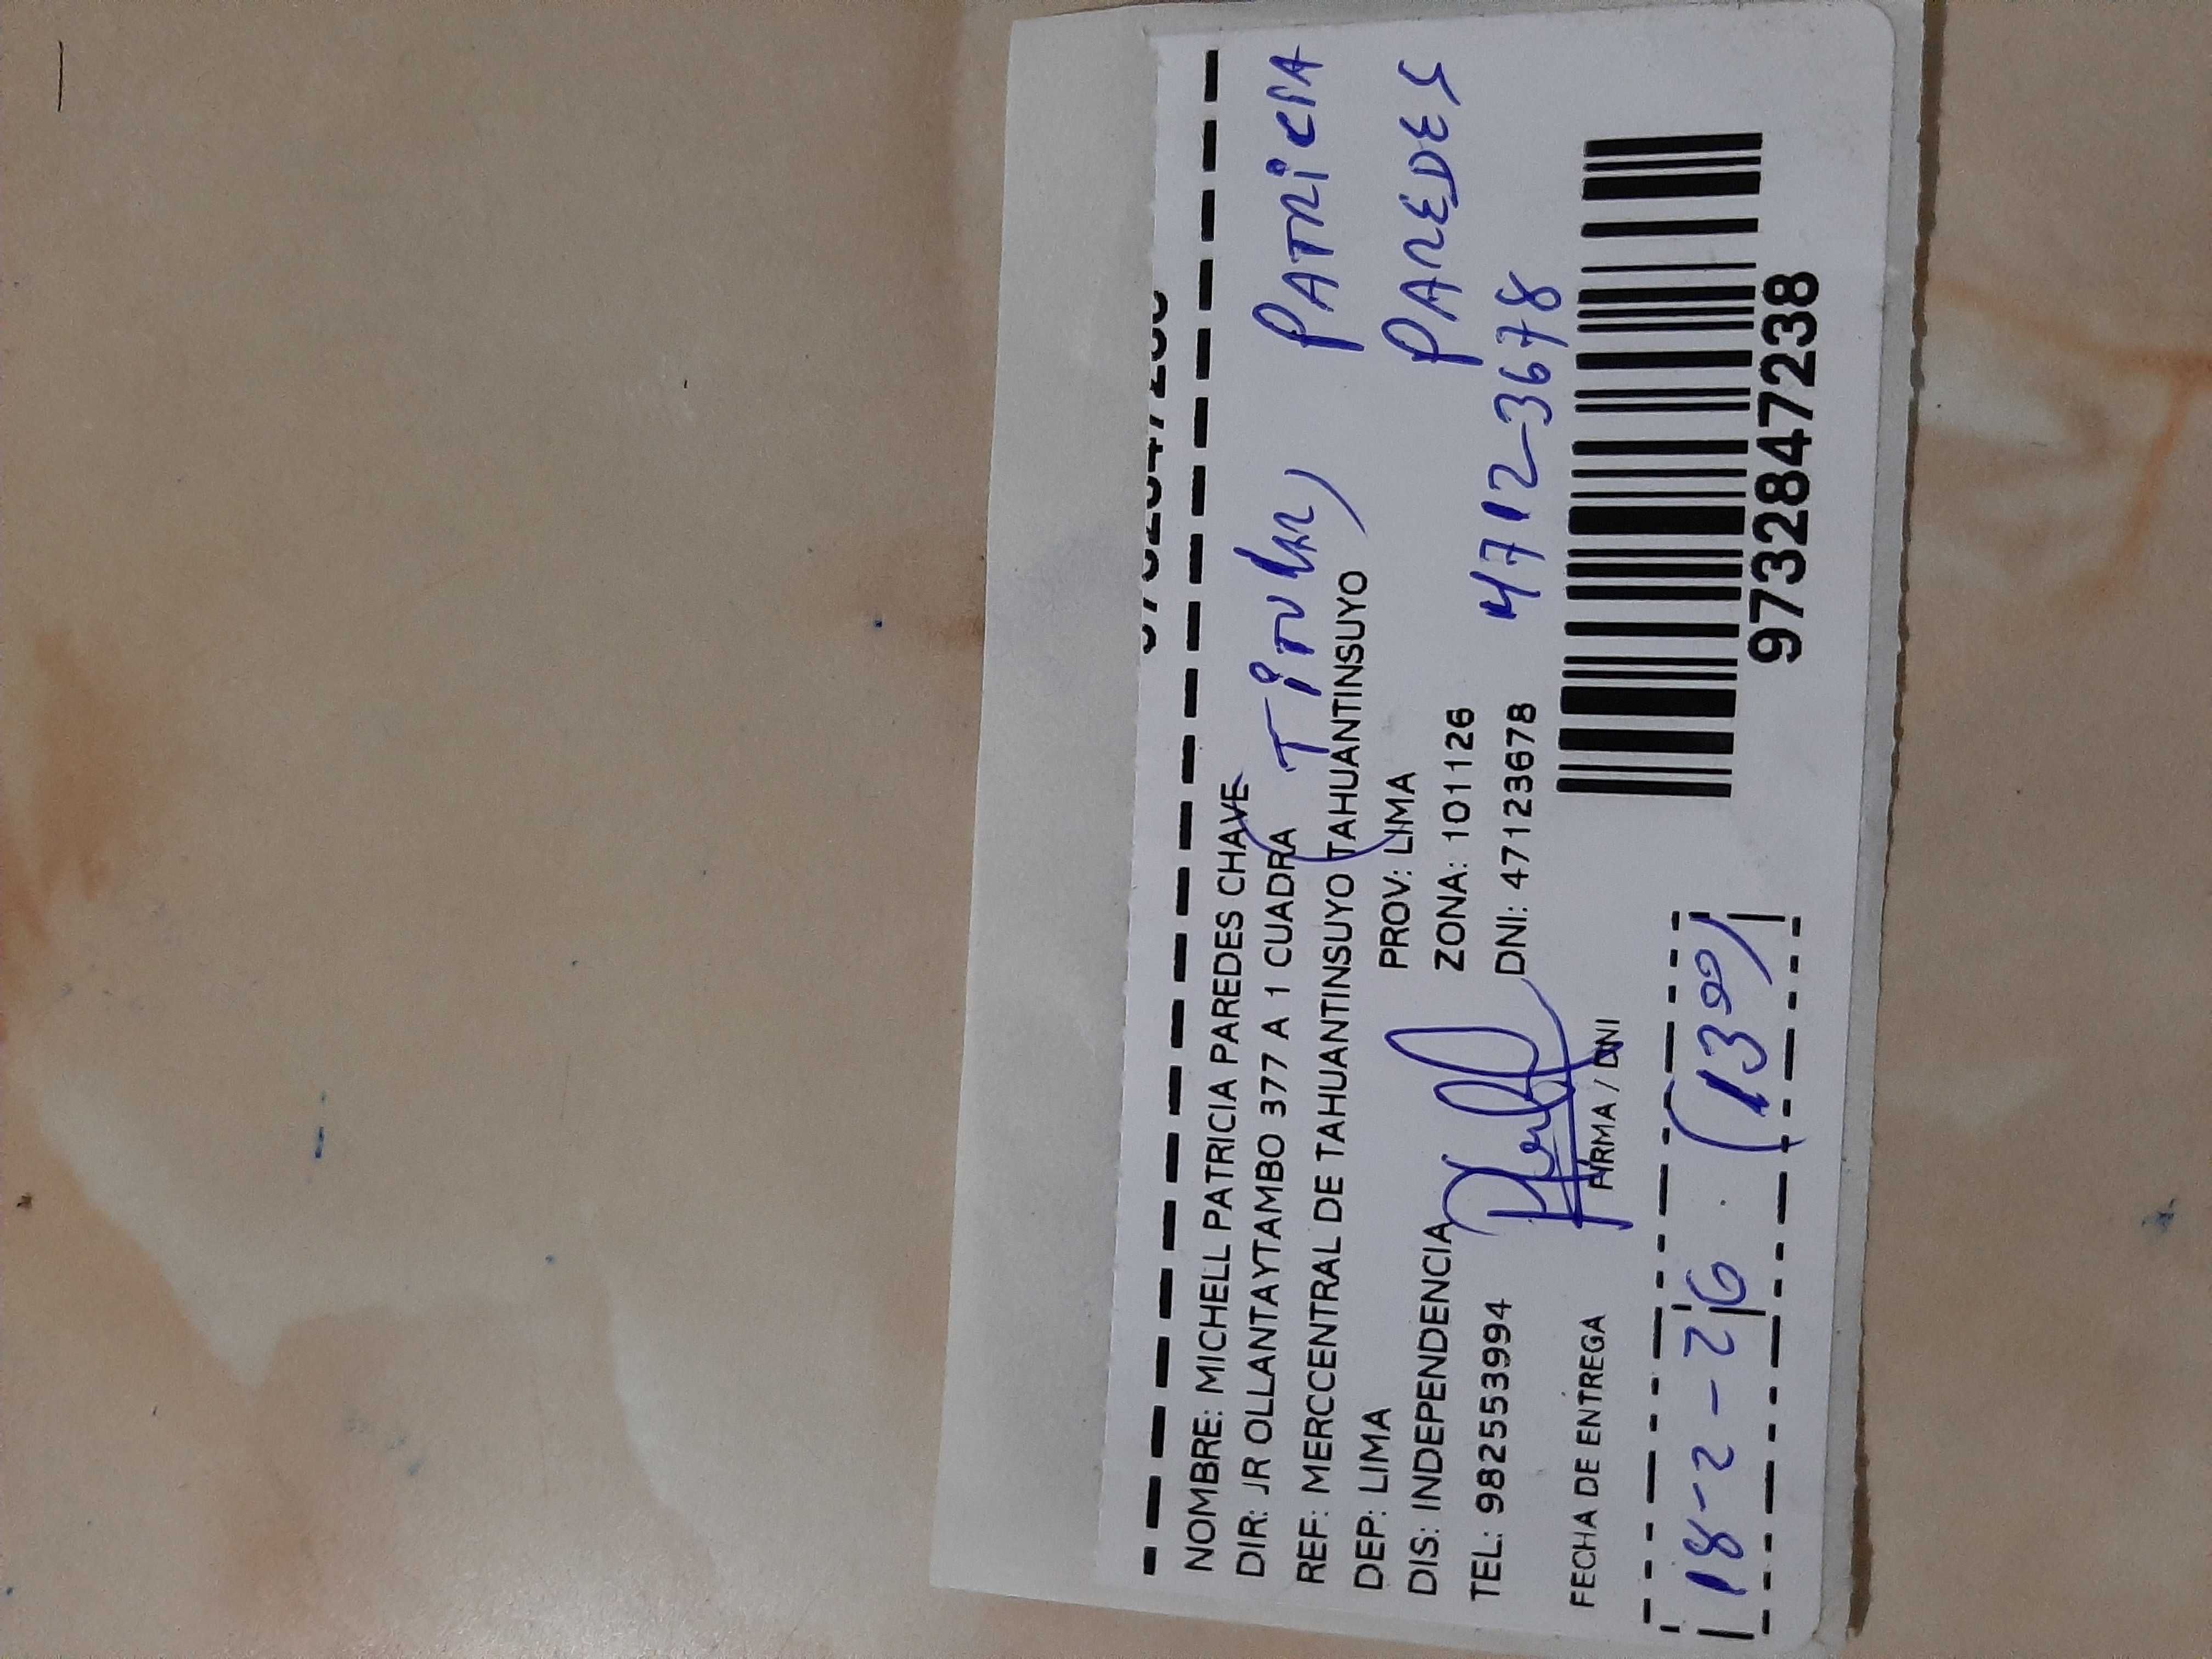 NOMBRE: MICHELL PATRICIA PAREDES CHAVE
DIR: JR OLLANTAYTAMBO 377 A 1 CUADRA
(Titular) PATRICIA
REF: MERCCENTRAL DE TAHUANTINSUYO TAHUANTINSUYO
DEP: LIMA PROV: LIMA PAREDES
DIS: INDEPENDENCIA ZONA: 101126
TEL: 982553994 DNI: 47123678 4712-3678
FECHA DE ENTREGA FIRMA / DNI
18-2-26. (13 00)
9732847238